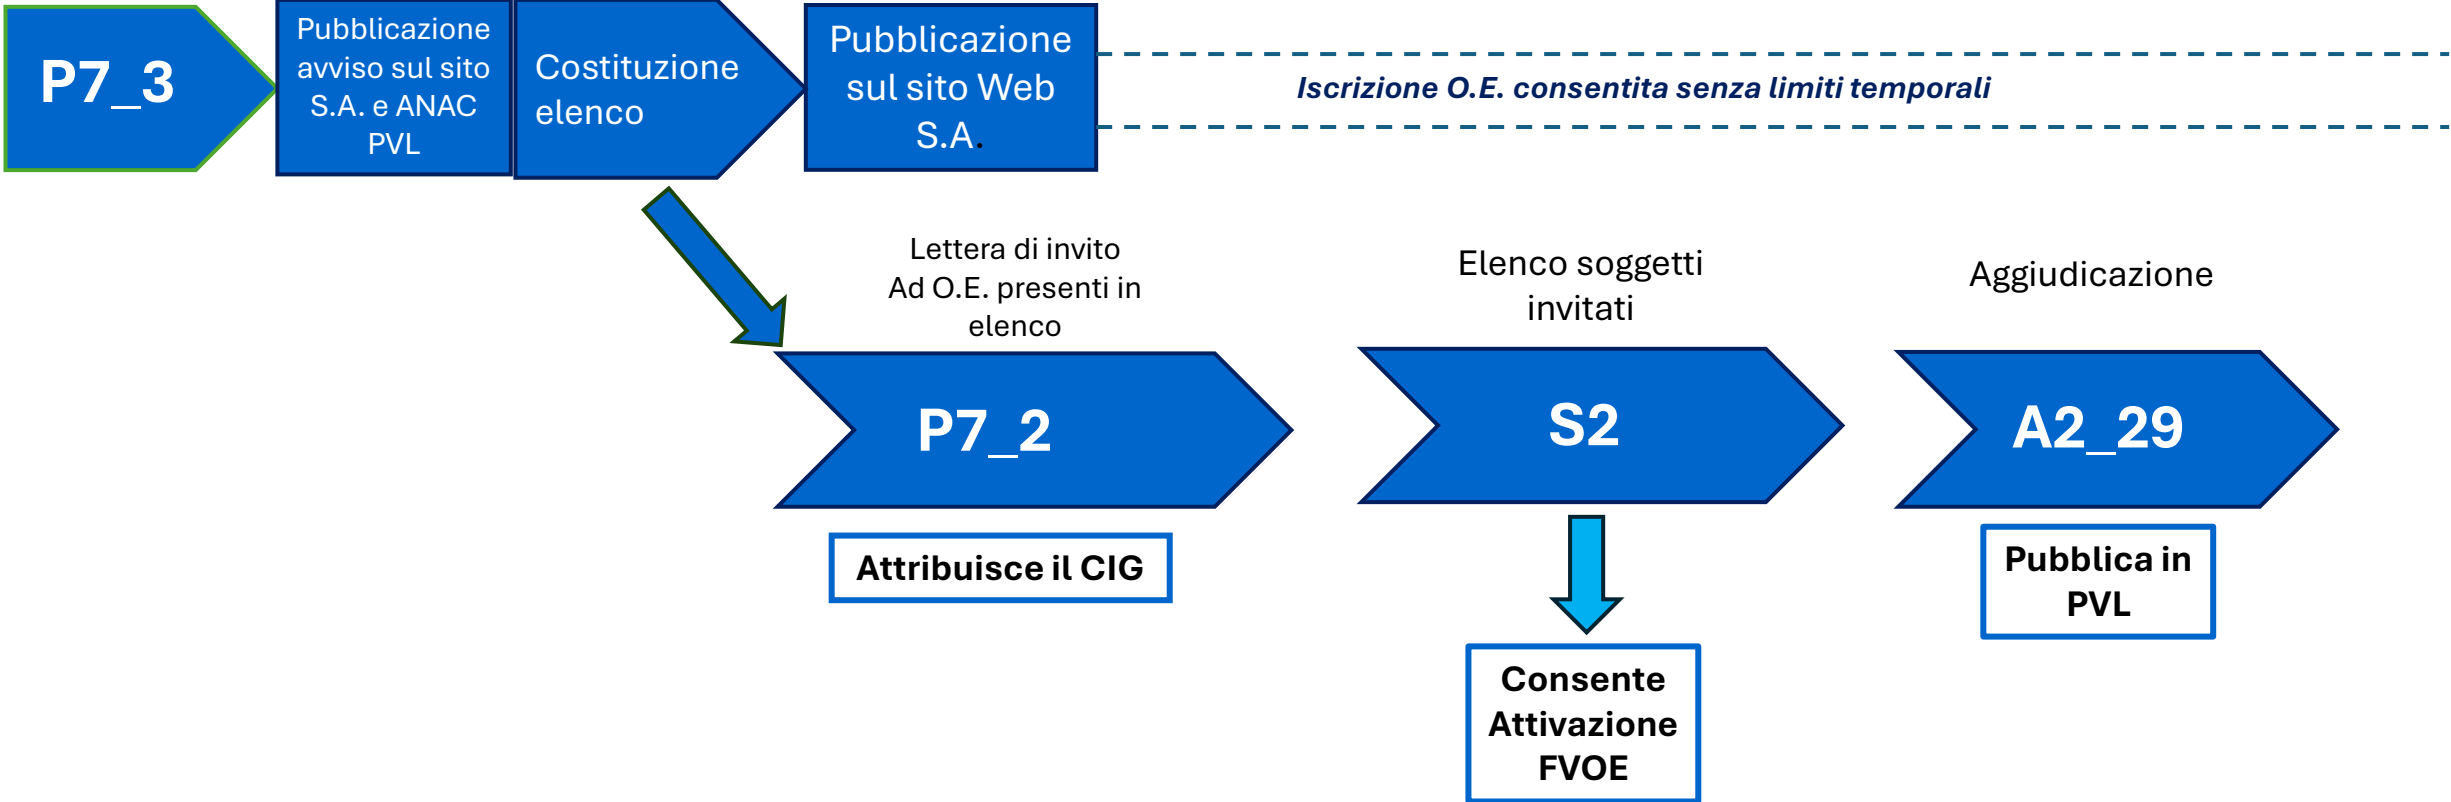 P7_3
Pubblicazione
avviso sul sito
S.A. e ANAC
PVL
Costituzione
elenco
Pubblicazione
sul sito Web
S.A.
Iscrizione O.E. consentita senza limiti temporali
Lettera di invito
Ad O.E. presenti in
elenco
Elenco soggetti
invitati
Aggiudicazione
P7_2
S2
A2_29
Attribuisce il CIG
Pubblica in
PVL
Consente
Attivazione
FVOE